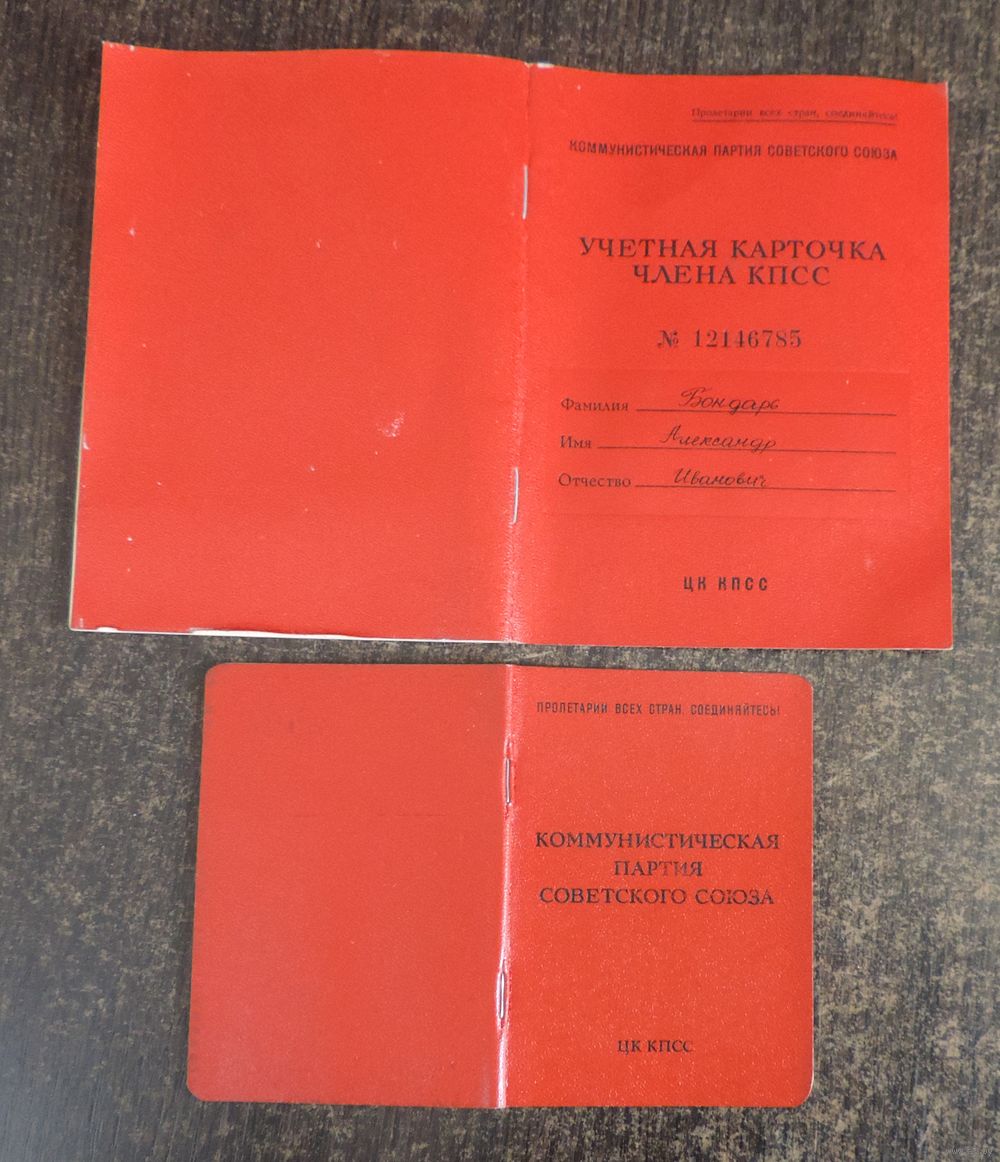 Пролетарии всех стран, соединяйтесь!
КОММУНИСТИЧЕСКАЯ ПАРТИЯ СОВЕТСКОГО СОЮЗА
УЧЕТНАЯ КАРТОЧКА
ЧЛЕНА КПСС
№ 12146785
Фамилия Бондарь
Имя Александр
Отчество Иванович
ЦК КПСС
ПРОЛЕТАРИИ ВСЕХ СТРАН, СОЕДИНЯЙТЕСЬ!
КОММУНИСТИЧЕСКАЯ
ПАРТИЯ
СОВЕТСКОГО СОЮЗА
ЦК КПСС